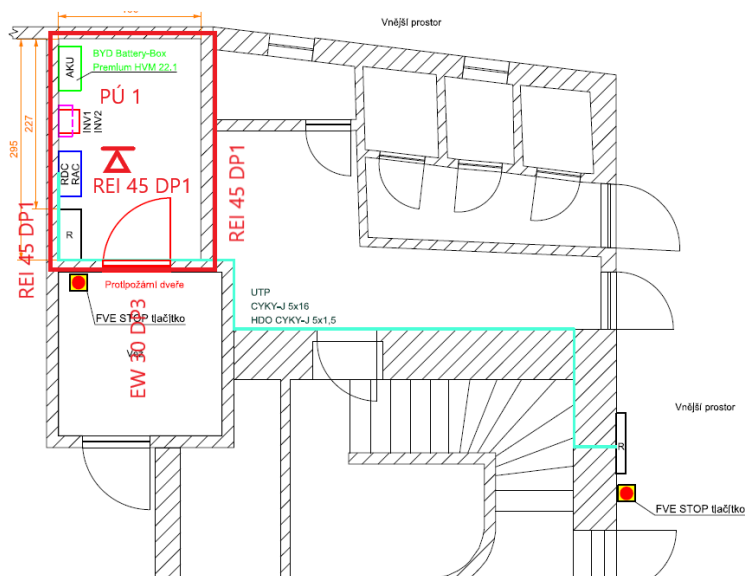 Vnější prostor
BYD Battery-Box
Premium HVM 22.1
AKU
PÚ 1
INV1
INV2
227
295
RDC
RAC
REI 45 DP1
REI 45 DP1
REI 45 DP1
R
Protipožární dveře
FVE STOP tlačítko
EW 30 DP3
UTP
CYKY-J 5x16
HDO CYKY-J 5x1,5
Vnější prostor
R
FVE STOP tlačítko